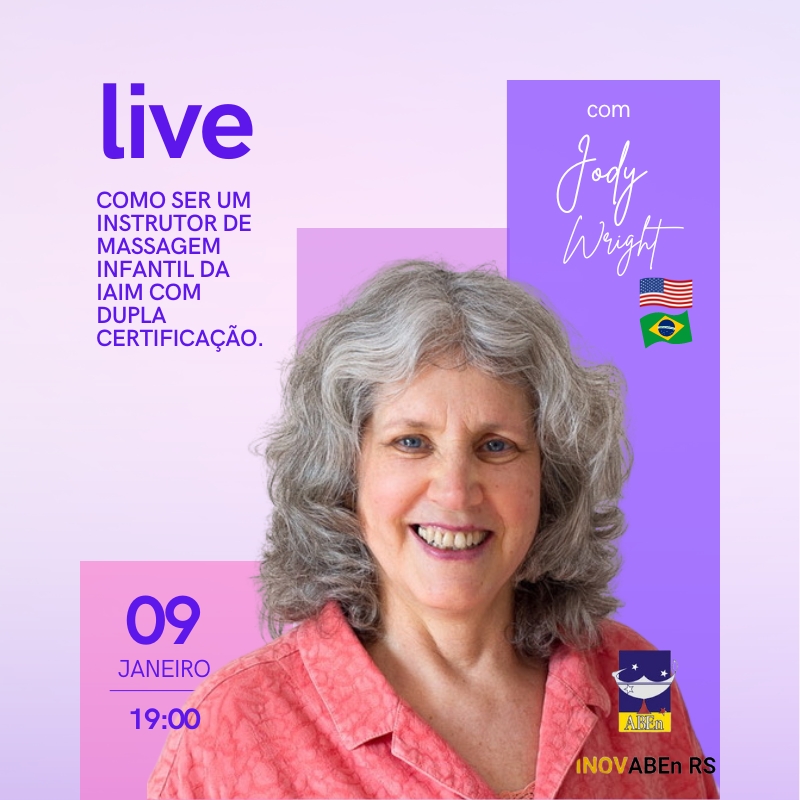 live
COMO SER UM
INSTRUTOR DE
MASSAGEM
INFANTIL DA
IAIM COM
DUPLA
CERTIFICAÇÃO.
com
Jody
Wright
09
JANEIRO
19:00
ABEn
INOVABEn RS